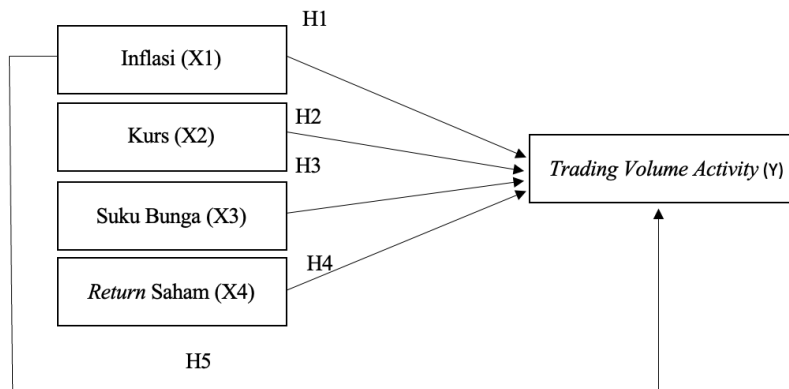 H1
Inflasi (X1)
H2
Kurs (X2)
H3
Trading Volume Activity (Y)
Suku Bunga (X3)
H4
Return Saham (X4)
H5